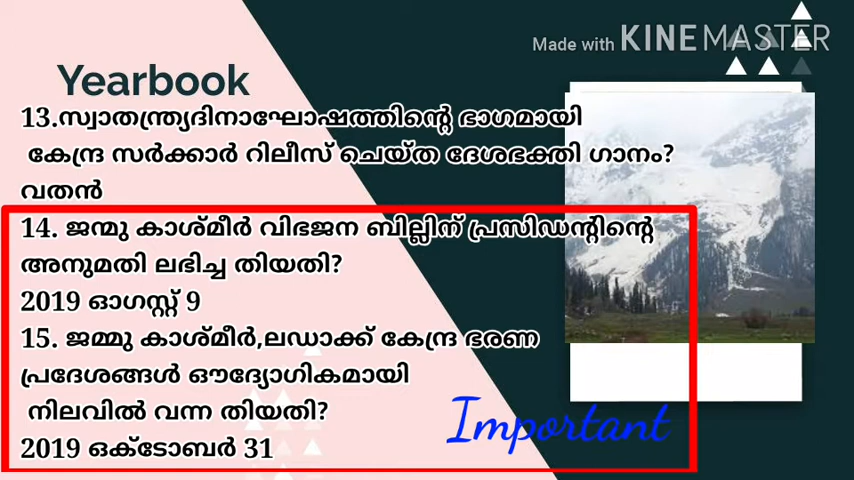 Made with KINEMASTER
Yearbook
13.സ്വാതന്ത്ര്യദിനാഘോഷത്തിന്റെ ഭാഗമായി
കേന്ദ്ര സർക്കാർ റിലീസ് ചെയ്ത ദേശഭക്തി ഗാനം?
വതൻ
14. ജന്മു കാശ്മീർ വിഭജന ബില്ലിന് പ്രസിഡന്റിന്റെ
അനുമതി ലഭിച്ച തിയതി?
2019 ഓഗസ്റ്റ് 9
15. ജമ്മു കാശ്മീർ,ലഡാക്ക് കേന്ദ്ര ഭരണ
പ്രദേശങ്ങൾ ഔദ്യോഗികമായി
നിലവിൽ വന്ന തിയതി?
2019 ഒക്ടോബർ 31
Important